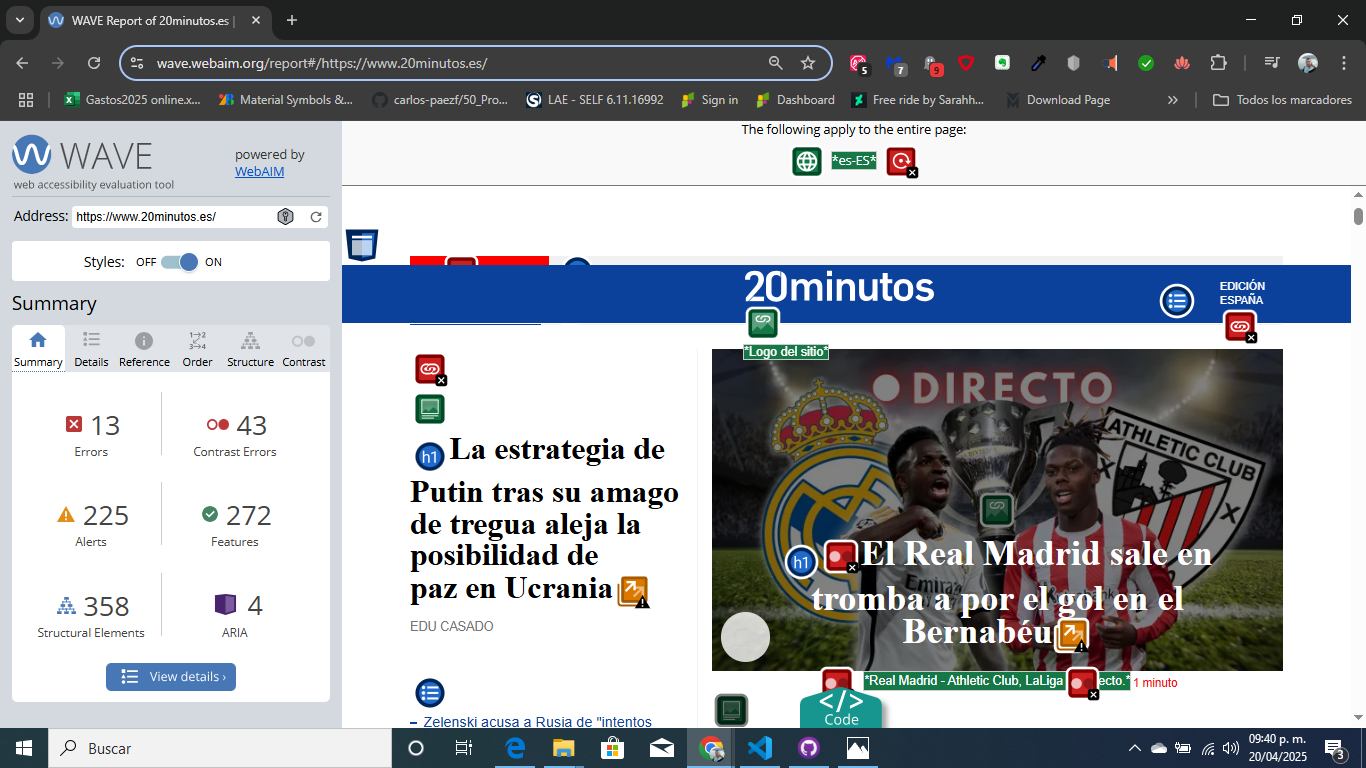 WAVE Report of 20minutos.es |
wave.webaim.org/report#/https://www.20minutos.es/
5
7
9
Gastos2025 online.x...
Material Symbols &...
carlos-paezf/50_Pro...
LAE - SELF 6.11.16992
Sign in
Dashboard
Free ride by Sarahh...
Download Page
Todos los marcadores
WAVE
web accessibility evaluation tool
powered by
WebAIM
Address: https://www.20minutos.es/
Styles: OFF ON
Summary
Summary Details Reference Order Structure Contrast
13
Errors
43
Contrast Errors
225
Alerts
272
Features
358
Structural Elements
4
ARIA
View details ›
The following apply to the entire page:
*es-ES*
20minutos
EDICIÓN
ESPAÑA
*Logo del sitio*
h1 La estrategia de
Putin tras su amago
de tregua aleja la
posibilidad de
paz en Ucrania
EDU CASADO
– Zelenski acusa a Rusia de "intentos
DIRECTO
ATHLETIC CLUB
h1 El Real Madrid sale en
tromba a por el gol en el
Bernabéu
*Real Madrid - Athletic Club, LaLiga ecto.* 1 minuto
</> 
Code
Buscar
09:40 p. m.
20/04/2025
3